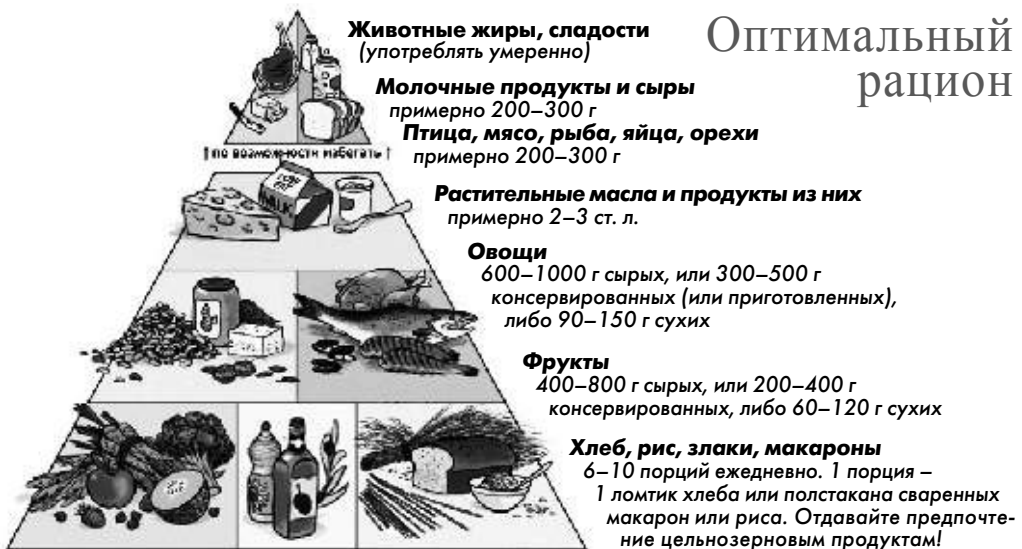 Оптимальный
рацион
Животные жиры, сладости
(употреблять умеренно)
Молочные продукты и сыры
примерно 200–300 г
Птица, мясо, рыба, яйца, орехи
примерно 200–300 г
↑ по возможности избегать ↑
Растительные масла и продукты из них
примерно 2–3 ст. л.
Овощи
600–1000 г сырых, или 300–500 г
консервированных (или приготовленных),
либо 90–150 г сухих
Фрукты
400–800 г сырых, или 200–400 г
консервированных, либо 60–120 г сухих
Хлеб, рис, злаки, макароны
6–10 порций ежедневно. 1 порция –
1 ломтик хлеба или полстакана сваренных
макарон или риса. Отдавайте предпочте-
ние цельнозерновым продуктам!
MILK